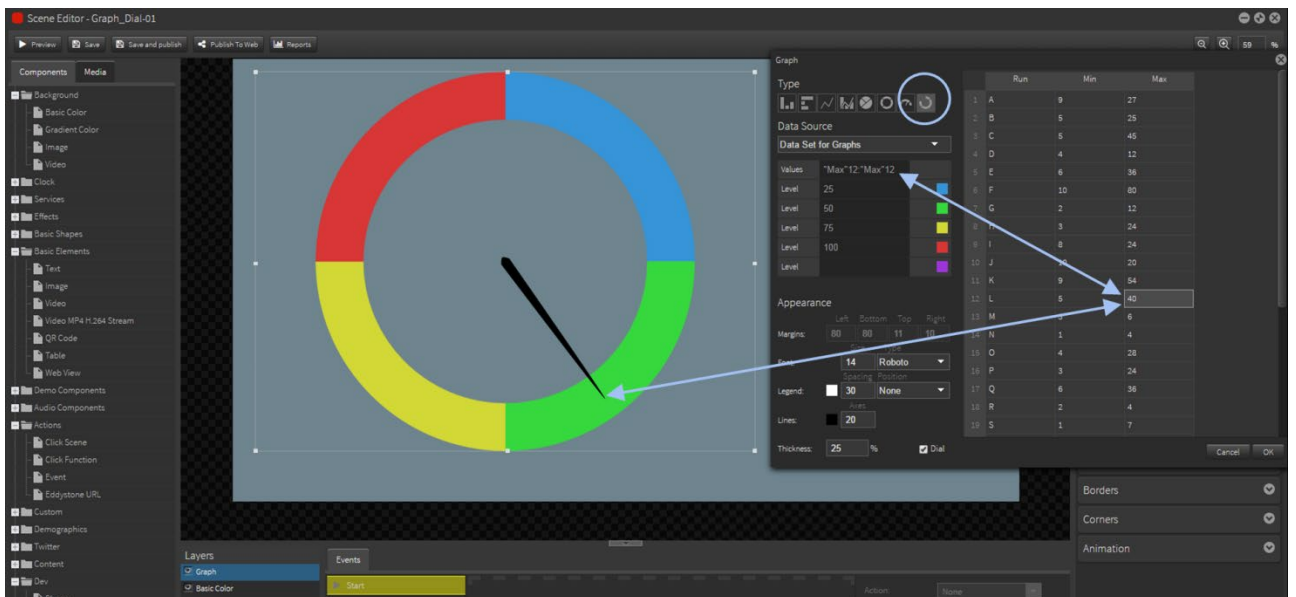 Scene Editor - Graph_Dial-01
Preview Save Save and publish Publish To Web Reports
59 %
Components Media
Background
Basic Color
Gradient Color
Image
Video
Clock
Services
Effects
Basic Shapes
Basic Elements
Text
Image
Video
Video MP4 H.264 Stream
QR Code
Table
Web View
Demo Components
Audio Components
Actions
Click Scene
Click Function
Event
Eddystone URL
Custom
Demographics
Twitter
Content
Dev
Graph
Type
Data Source
Data Set for Graphs
Values "Max"12:"Max"12
Level 25
Level 50
Level 75
Level 100
Level
Appearance
Left Bottom Top Right
Margins: 80 80 11 10
14 Roboto
Spacing Position
Legend: 30 None
Axes
Lines: 20
Thickness: 25 % Dial
Run Min Max
1 A 9 27
2 B 5 25
3 C 5 45
4 D 4 12
5 E 6 36
6 F 10 80
7 G 2 12
8 H 3 24
9 I 8 24
10 J 20
11 K 9 54
12 L 5 40
13 M 6
14 N 1 4
15 O 4 28
16 P 3 24
17 Q 6 36
18 R 2 4
19 S 1 7
Cancel OK
Borders
Corners
Animation
Layers
Graph
Basic Color
Events
Start
Action: None